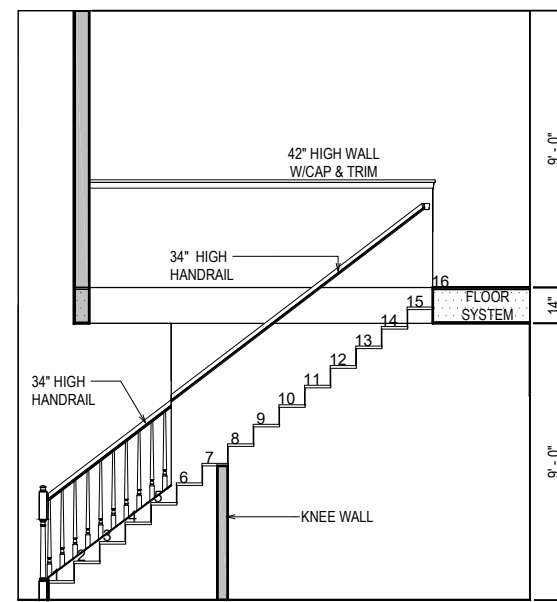 42" HIGH WALL
W/CAP & TRIM
9'- 0"
34" HIGH
HANDRAIL
16
FLOOR
SYSTEM
14"
15
14
13
12
11
10
9
8
7
6
5
4
3
2
34" HIGH
HANDRAIL
KNEE WALL
9'- 0"